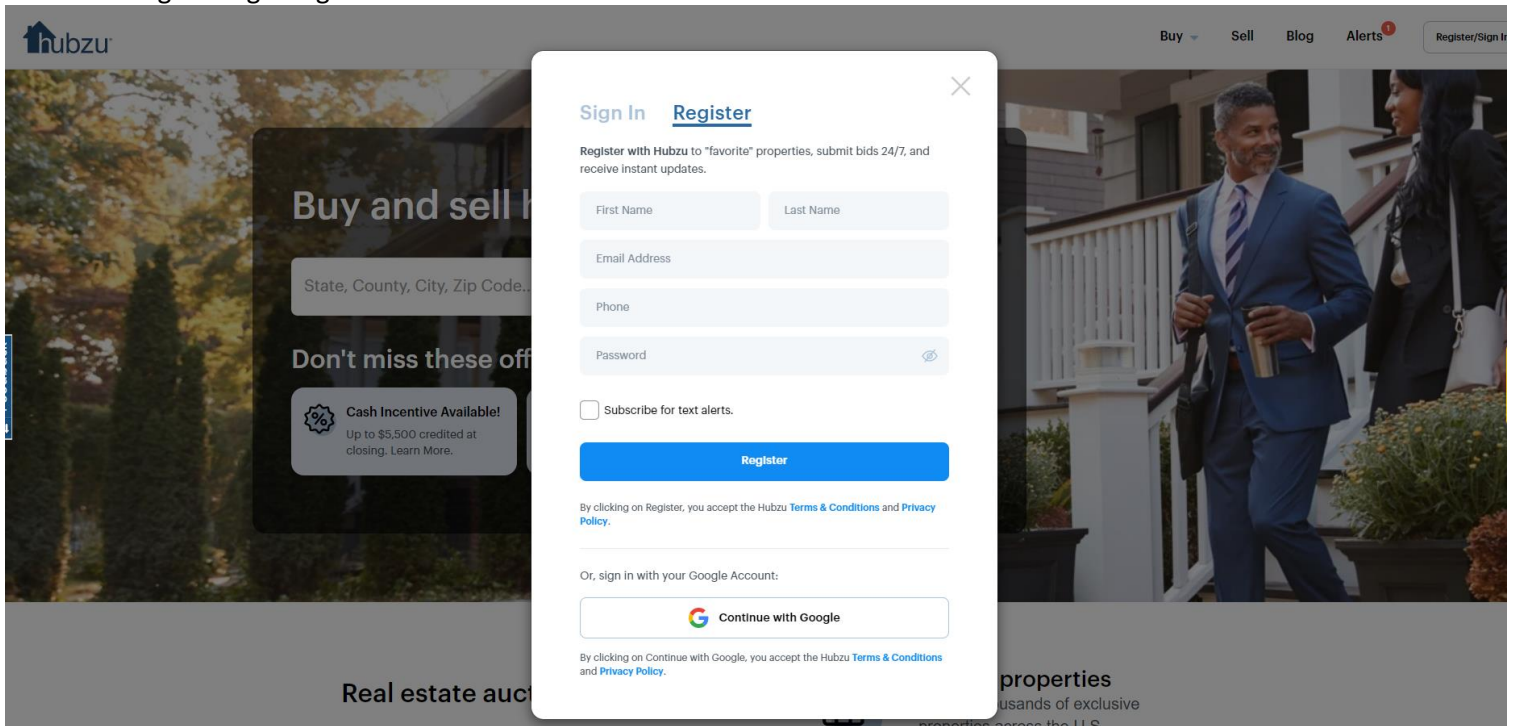 hubzu
Buy
Sell
Blog
Alerts
1
Register/Sign In
Sign In
Register
Register with Hubzu to "favorite" properties, submit bids 24/7, and
receive instant updates.
First Name
Last Name
Email Address
Phone
Password
Subscribe for text alerts.
Register
By clicking on Register, you accept the Hubzu Terms & Conditions and Privacy
Policy.
Or, sign in with your Google Account:
Continue with Google
By clicking on Continue with Google, you accept the Hubzu Terms & Conditions
and Privacy Policy.
Buy and sell
State, County, City, Zip Code..
Don't miss these off
Cash Incentive Available!
Up to $5,500 credited at
closing. Learn More.
Real estate auct
properties
usands of exclusive
properties across the U.S.